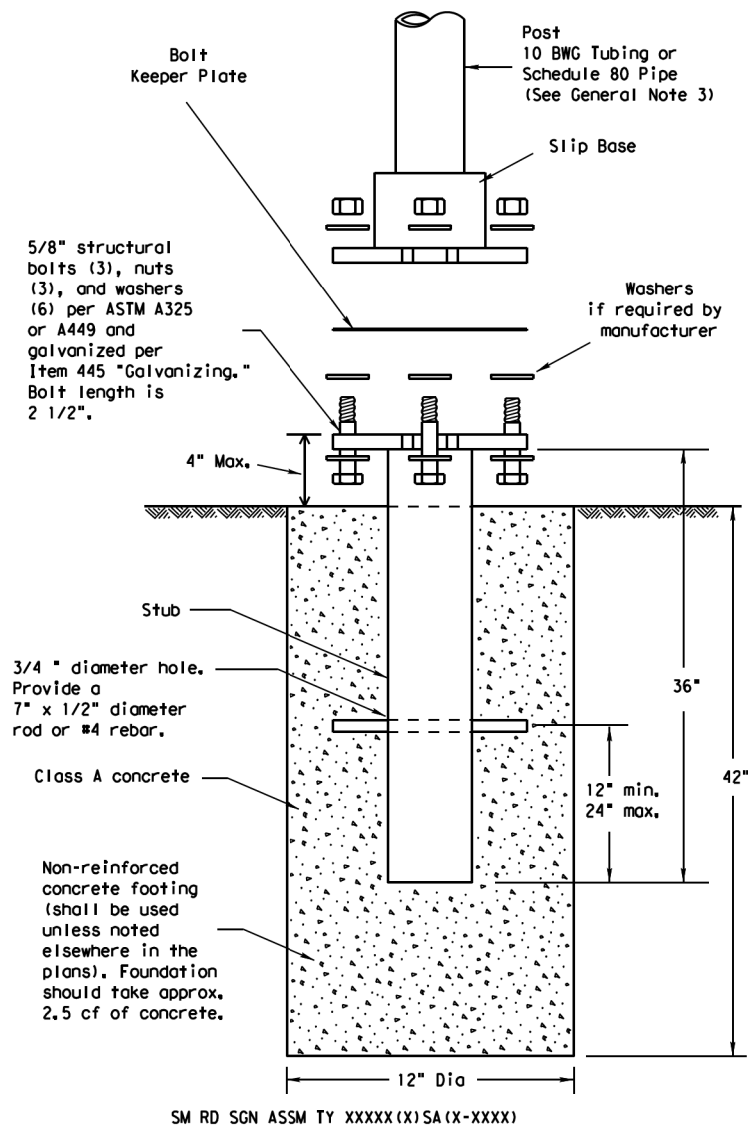 Post
10 BWG Tubing or
Schedule 80 Pipe
(See General Note 3)
Bolt
Keeper Plate
Slip Base
5/8" structural
bolts (3), nuts
(3), and washers
(6) per ASTM A325
or A449 and
galvanized per
Item 445 "Galvanizing."
Bolt length is
2 1/2".
Washers
if required by
manufacturer
4" Max.
Stub
3/4 " diameter hole.
Provide a
7" x 1/2" diameter
rod or #4 rebar.
36"
Class A concrete
12" min.
24" max.
42"
Non-reinforced
concrete footing
(shall be used
unless noted
elsewhere in the
plans). Foundation
should take approx.
2.5 cf of concrete.
12" Dia
SM RD SGN ASSM TY XXXXX(X)SA(X-XXXX)